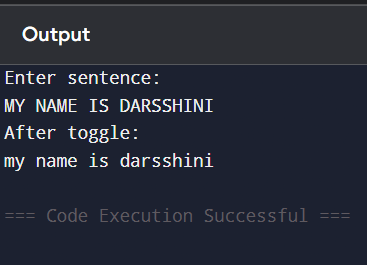 Output
Enter sentence:
MY NAME IS DARSSHINI
After toggle:
my name is darsshini
=== Code Execution Successful ===